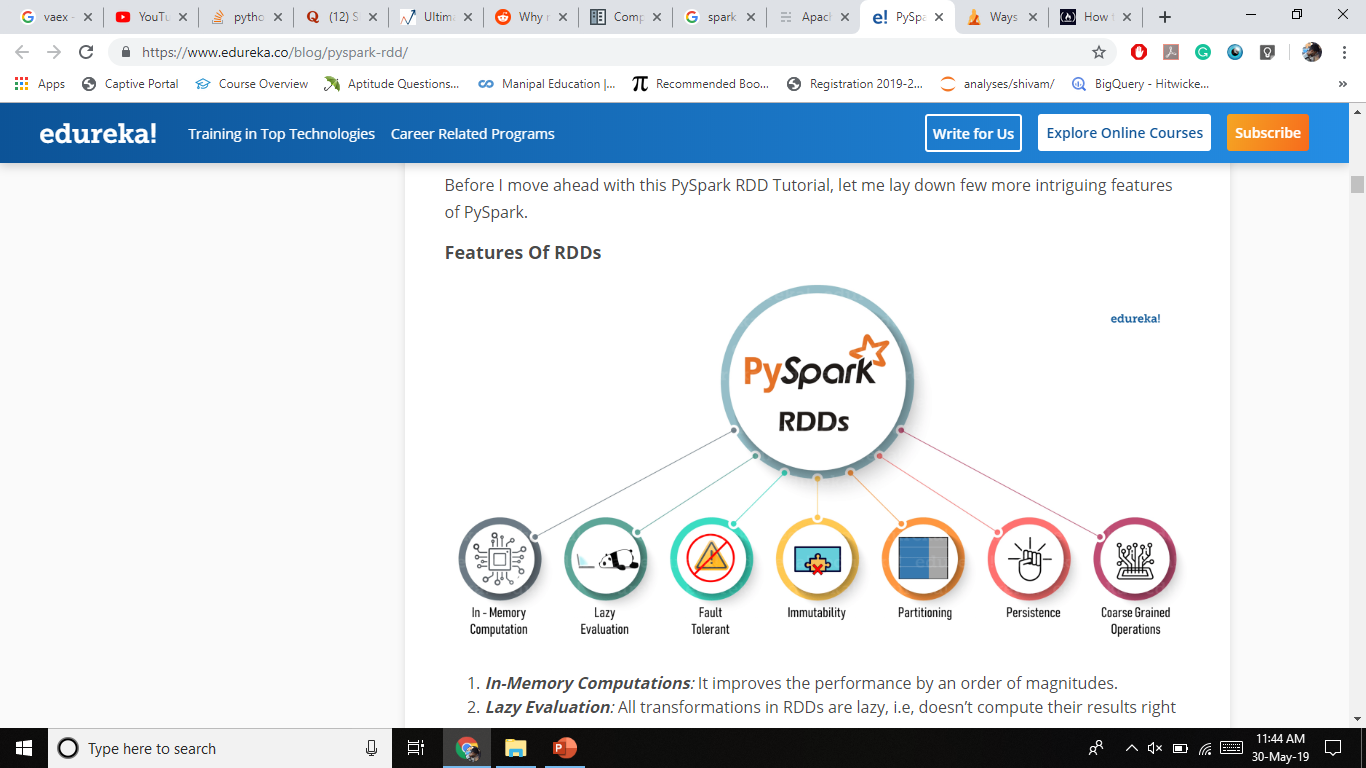 vaex -
YouTu
pytho
(12) S
Ultima
Why r
Comp
spark
Apac
PySpa
Ways
How t
https://www.edureka.co/blog/pyspark-rdd/
Apps
Captive Portal
Course Overview
Aptitude Questions...
Manipal Education |...
Recommended Boo...
Registration 2019-2...
analyses/shivam/
BigQuery - Hitwicke...
»
edureka!
Training in Top Technologies
Career Related Programs
Write for Us
Explore Online Courses
Subscribe
Before I move ahead with this PySpark RDD Tutorial, let me lay down few more intriguing features
of PySpark.
Features Of RDDs
edureka!
PySpark
RDDs
In - Memory
Computation
Lazy
Evaluation
Fault
Tolerant
Immutability
Partitioning
Persistence
Coarse Grained
Operations
1. In-Memory Computations: It improves the performance by an order of magnitudes.
2. Lazy Evaluation: All transformations in RDDs are lazy, i.e, doesn’t compute their results right
Type here to search
11:44 AM
30-May-19